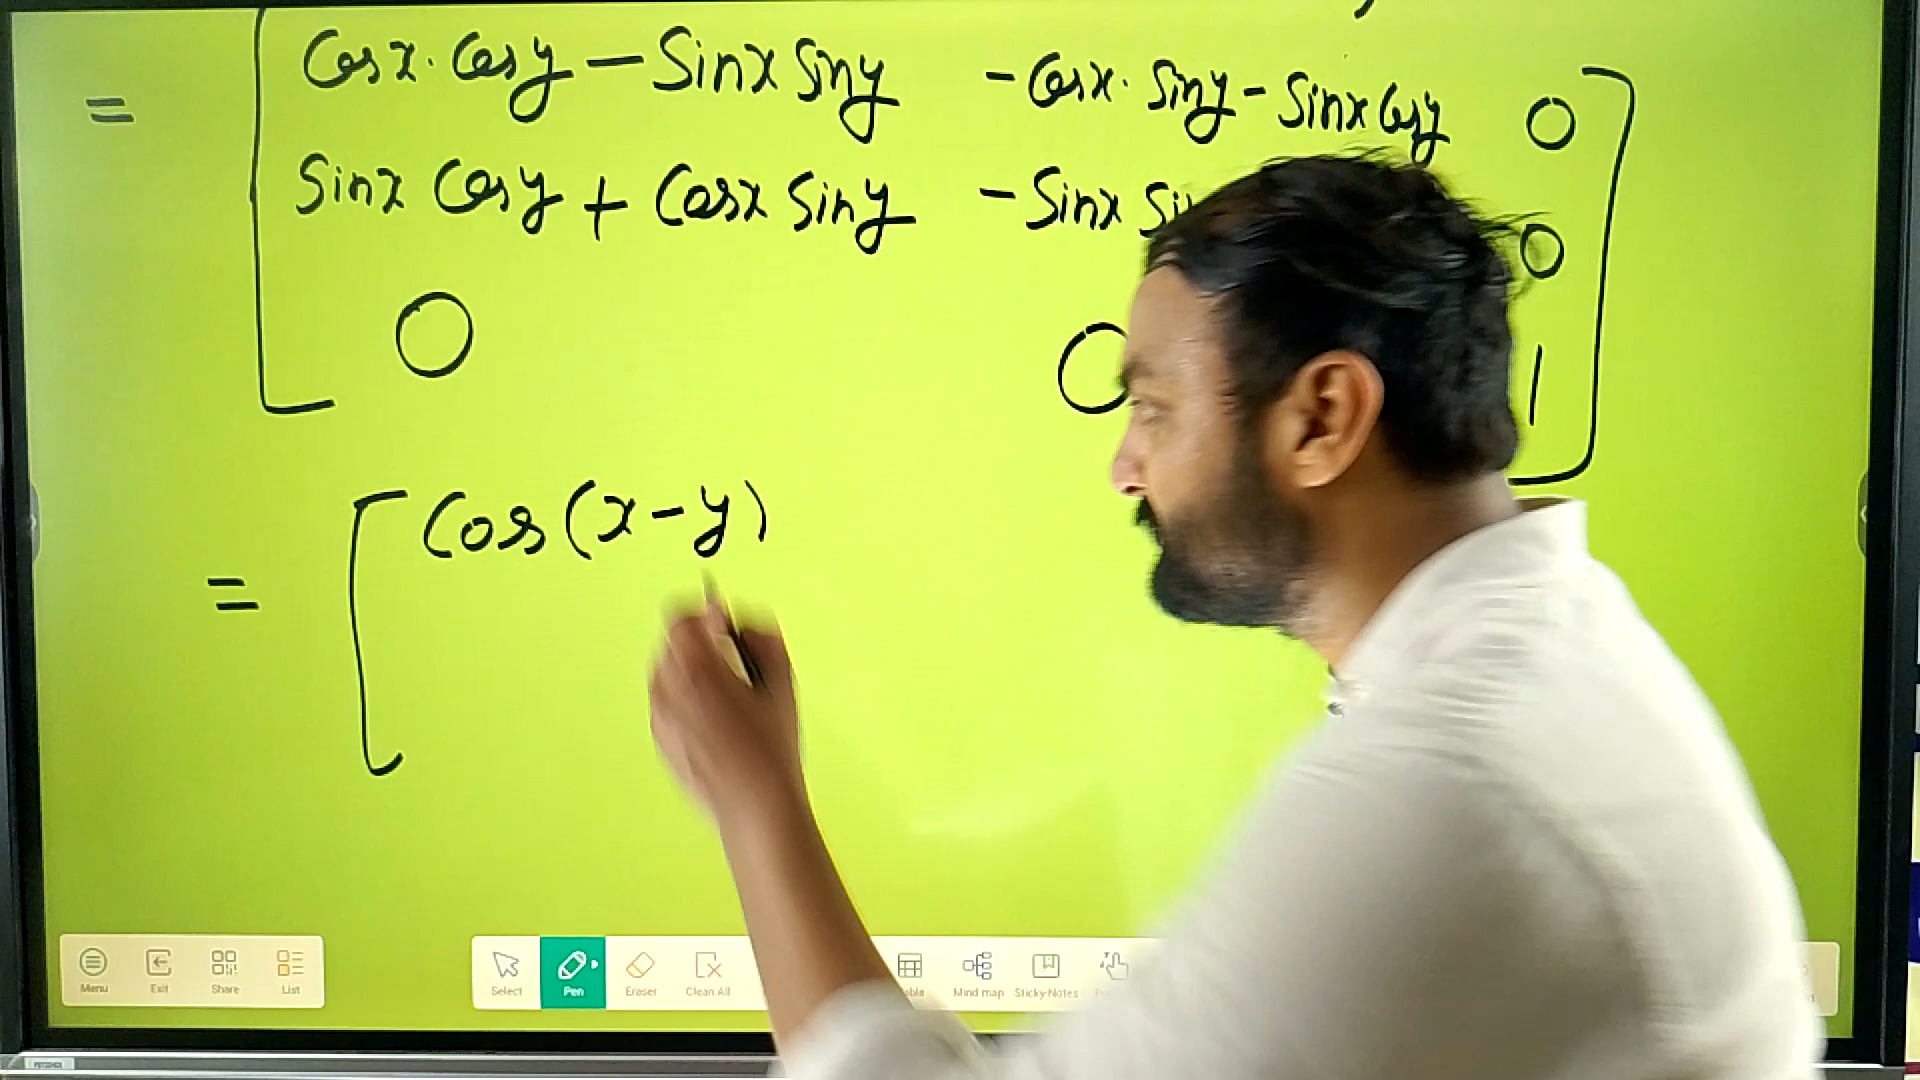 = Cosx. Cosy - Sinx Siny -Cosx. Siny - Sinx Cosy 0
Sinx Cosy + Cosx Siny - Sinx 0
0 0 1
= Cos (x-y)
Menu Exit Share List Select Pen Eraser Clean All Mind map Sticky-Notes